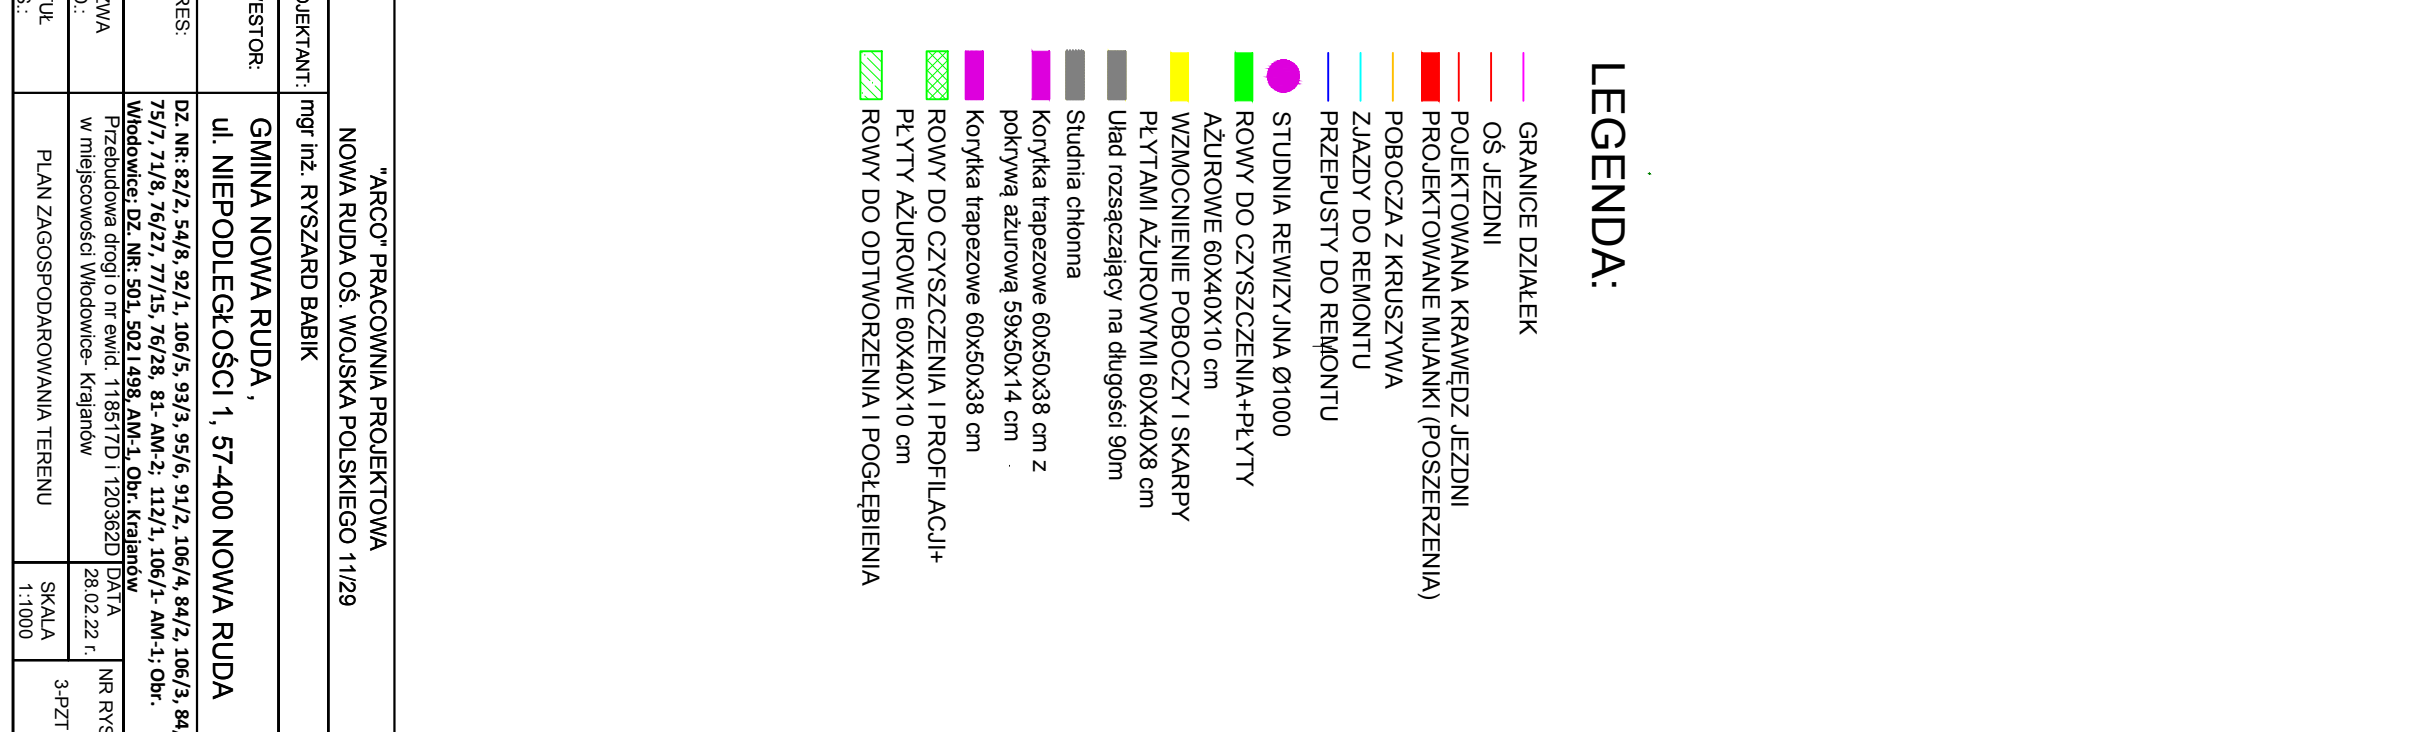 LEGENDA:
GRANICE DZIAŁEK
OŚ JEZDNI
POJEKTOWANA KRAWĘDZ JEZDNI
PROJEKTOWANE MIJANKI (POSZERZENIA)
POBOCZA Z KRUSZYWA
ZJAZDY DO REMONTU
PRZEPUSTY DO REMONTU
STUDNIA REWIZYJNA Ø1000
ROWY DO CZYSZCZENIA+PŁYTY
AŻUROWE 60X40X10 cm
WZMOCNIENIE POBOCZY I SKARPY
PŁYTAMI AŻUROWYMI 60X40X8 cm
Uład rozsączający na długości 90m
Studnia chłonna
Korytka trapezowe 60x50x38 cm z
pokrywą ażurową 59x50x14 cm
Korytka trapezowe 60x50x38 cm
ROWY DO CZYSZCZENIA I PROFILACJI+
PŁYTY AŻUROWE 60X40X10 cm
ROWY DO ODTWORZENIA I POGŁĘBIENIA
"ARCO" PRACOWNIA PROJEKTOWA
NOWA RUDA OŚ. WOJSKA POLSKIEGO 11/29
OJEKTANT: mgr inż. RYSZARD BABIK
ESTOR: GMINA NOWA RUDA ,
ul. NIEPODLEGŁOŚCI 1, 57-400 NOWA RUDA
RES: DZ. NR: 82/2, 54/8, 92/1, 106/5, 93/3, 95/6, 91/2, 106/4, 84/2, 106/3, 84,
75/7, 71/8, 76/27, 77/15, 76/28, 81- AM-2; 112/1, 106/1- AM-1; Obr.
Włodowice; DZ. NR: 501, 502 I 498, AM-1, Obr. Krajanów
ZWA Przebudowa drogi o nr ewid. 118517D i 120362D
w miejscowości Włodowice- Krajanów
DATA
28.02.22 r.
NR RYS
TUŁ PLAN ZAGOSPODAROWANIA TERENU
SKALA
1:1000
3-PZT